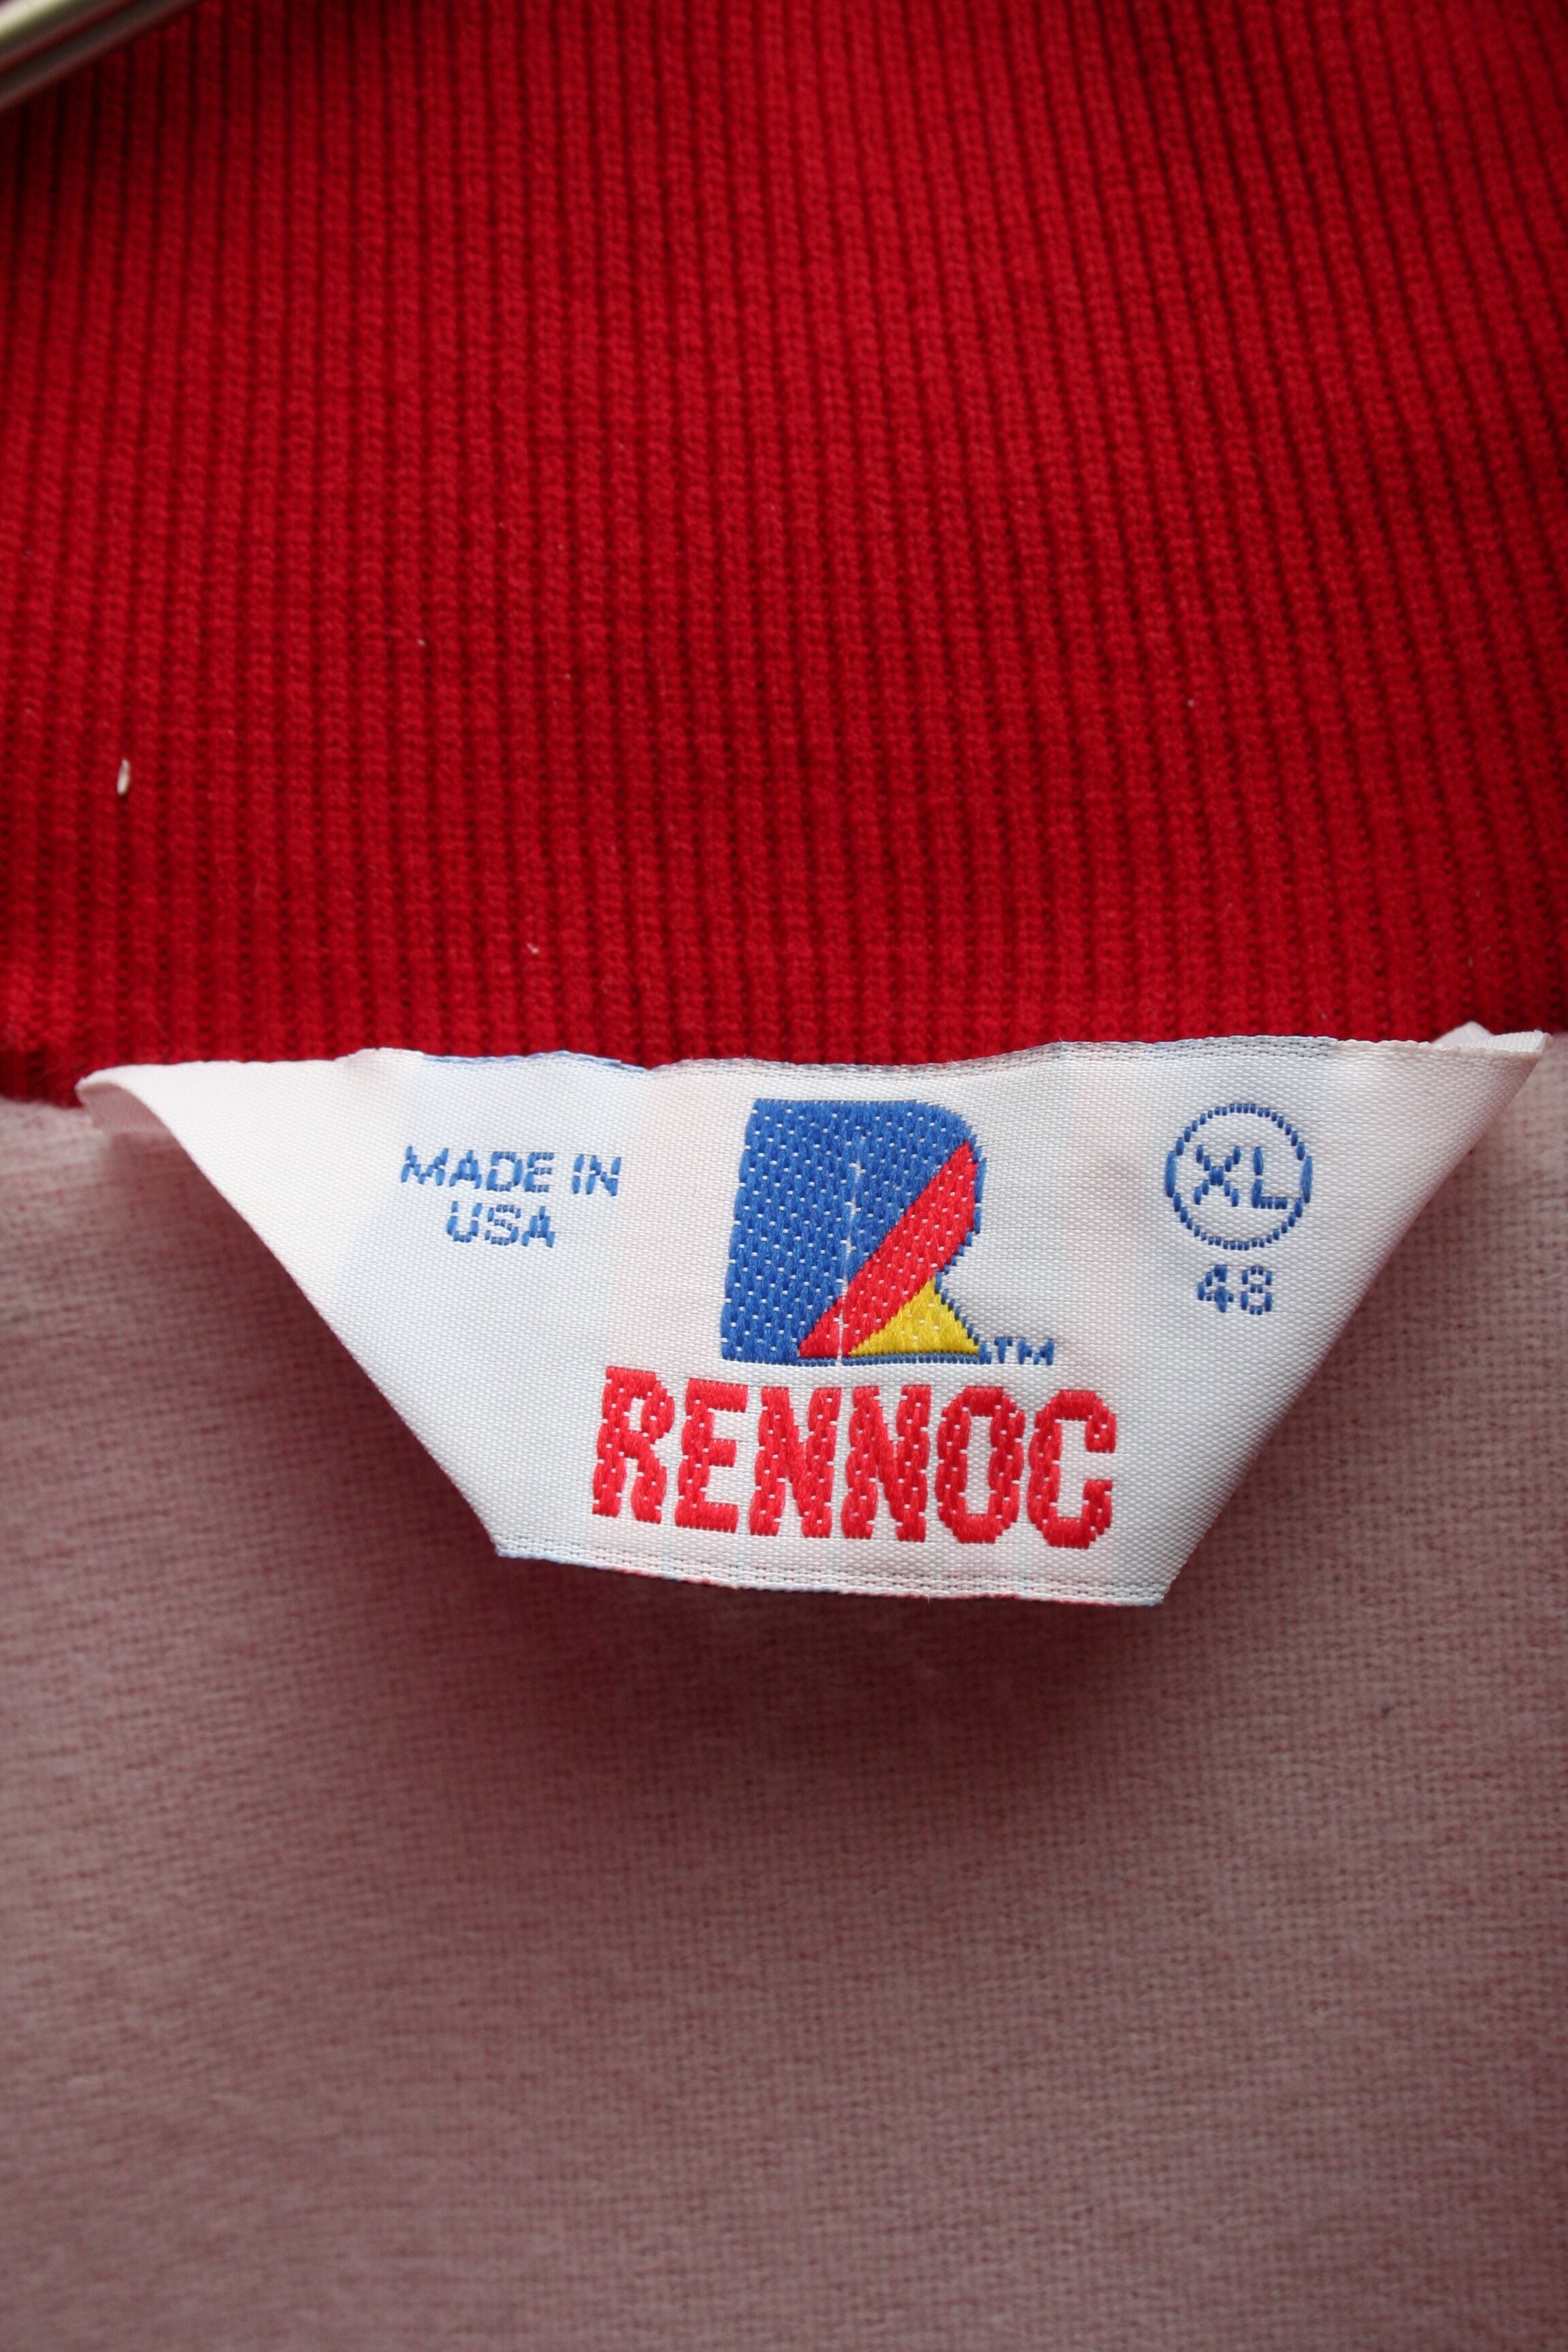 MADE IN
USA
XL
48
TM
RENNOC